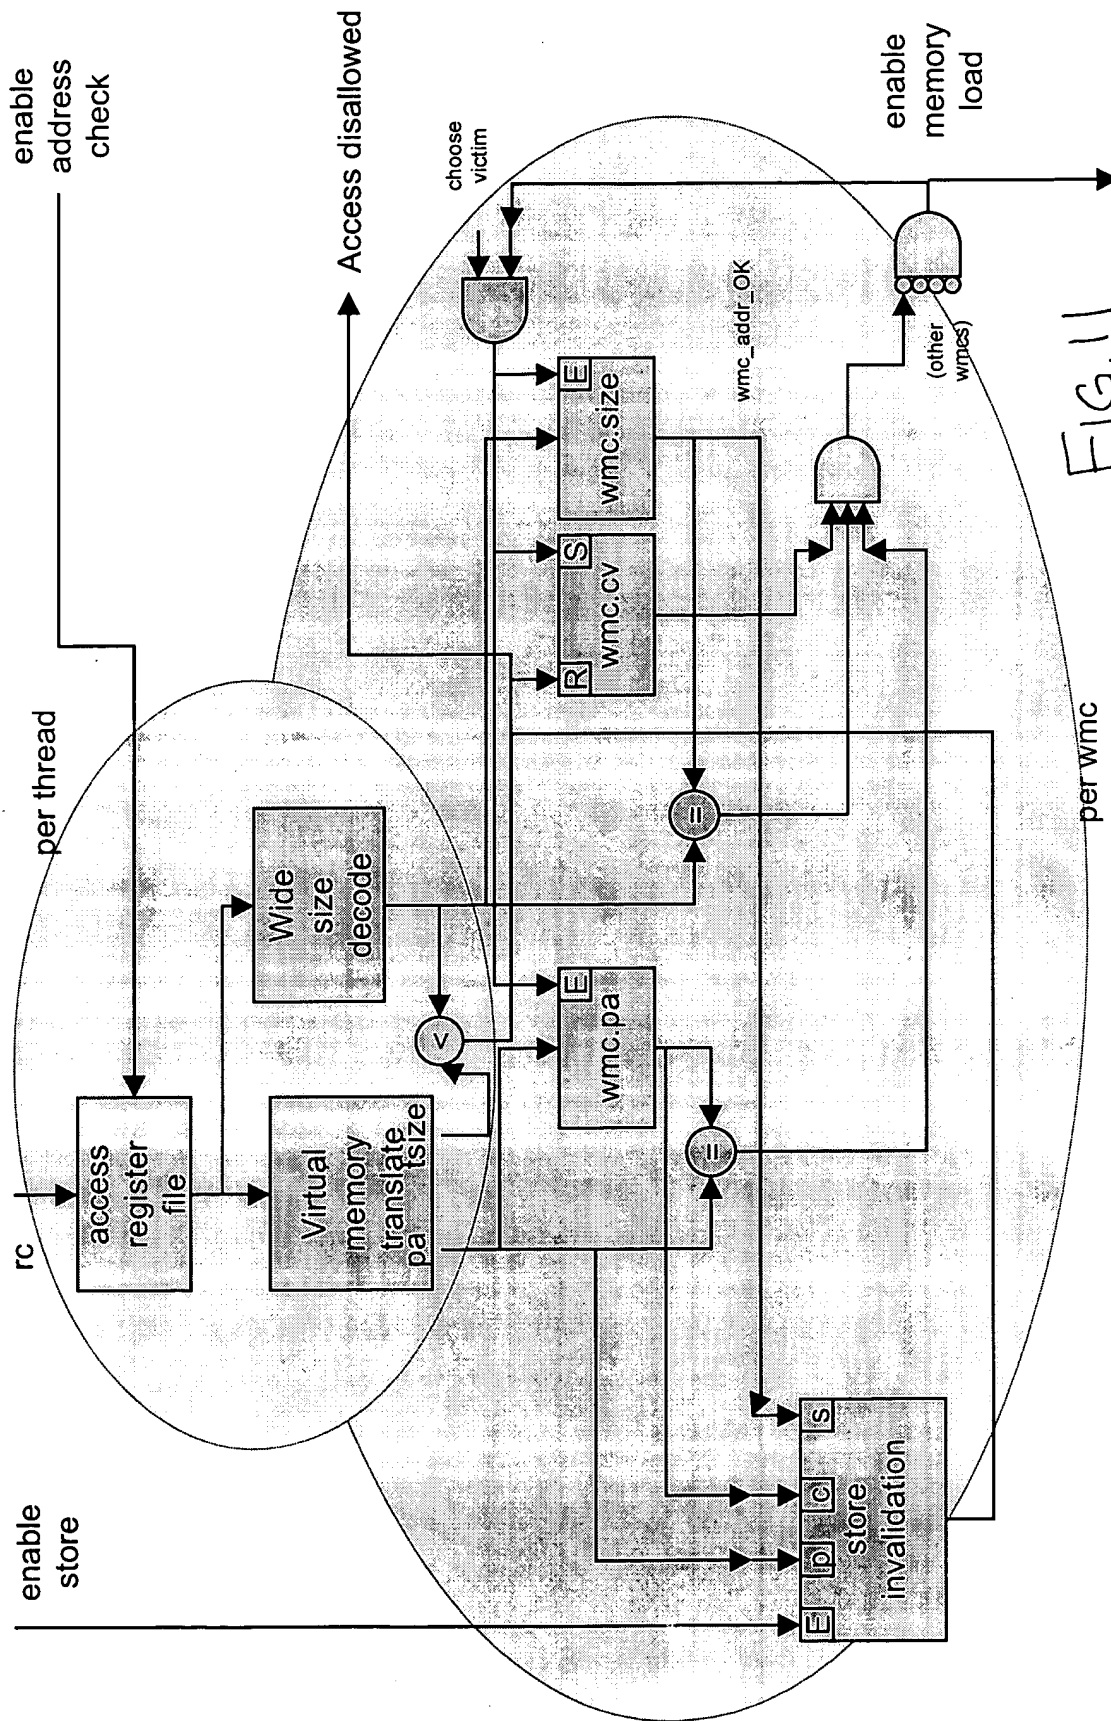 enable
address
check
Access disallowed
choose
victim
enable
memory
load
per thread
rc
access
register
file
Wide
size
decode
Virtual
memory
translate
pa tsize
<
E
wmc.size
S
R
wmc.cv
E
wmc.pa
wmc_addr_OK
=
=
(other
wmcs)
per wmc
enable
store
E
p
c
s
store
invalidation
FIG. 11